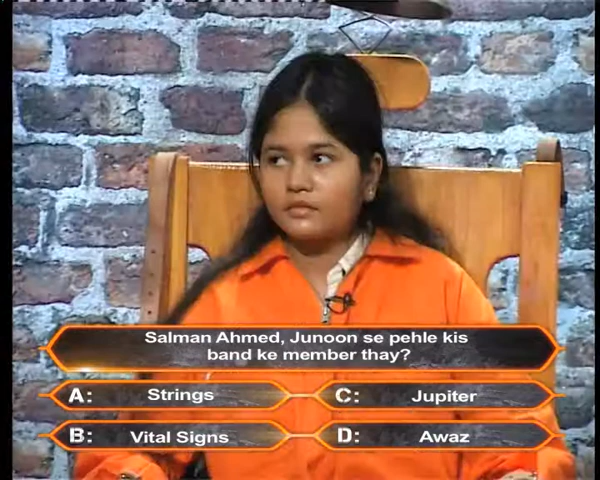 Salman Ahmed, Junoon se pehle kis
band ke member thay?
A: Strings
C: Jupiter
B: Vital Signs
D: Awaz